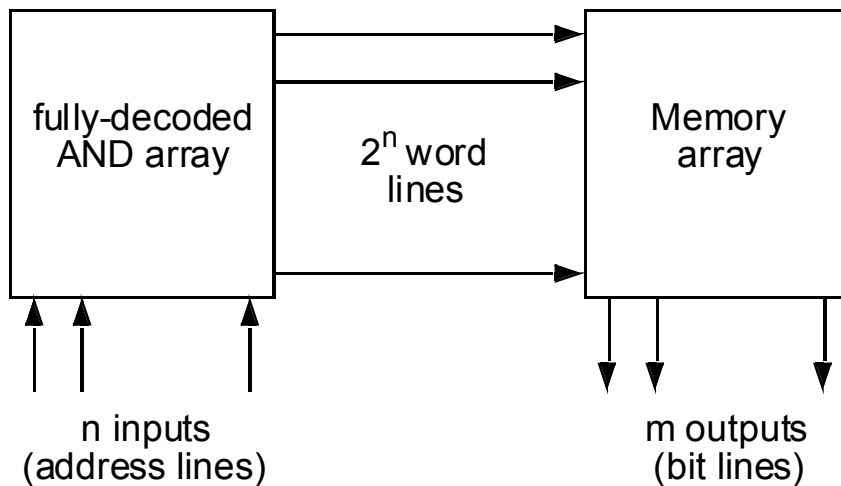 fully-decoded
AND array
2ⁿ word
lines
Memory
array
n inputs
(address lines)
m outputs
(bit lines)